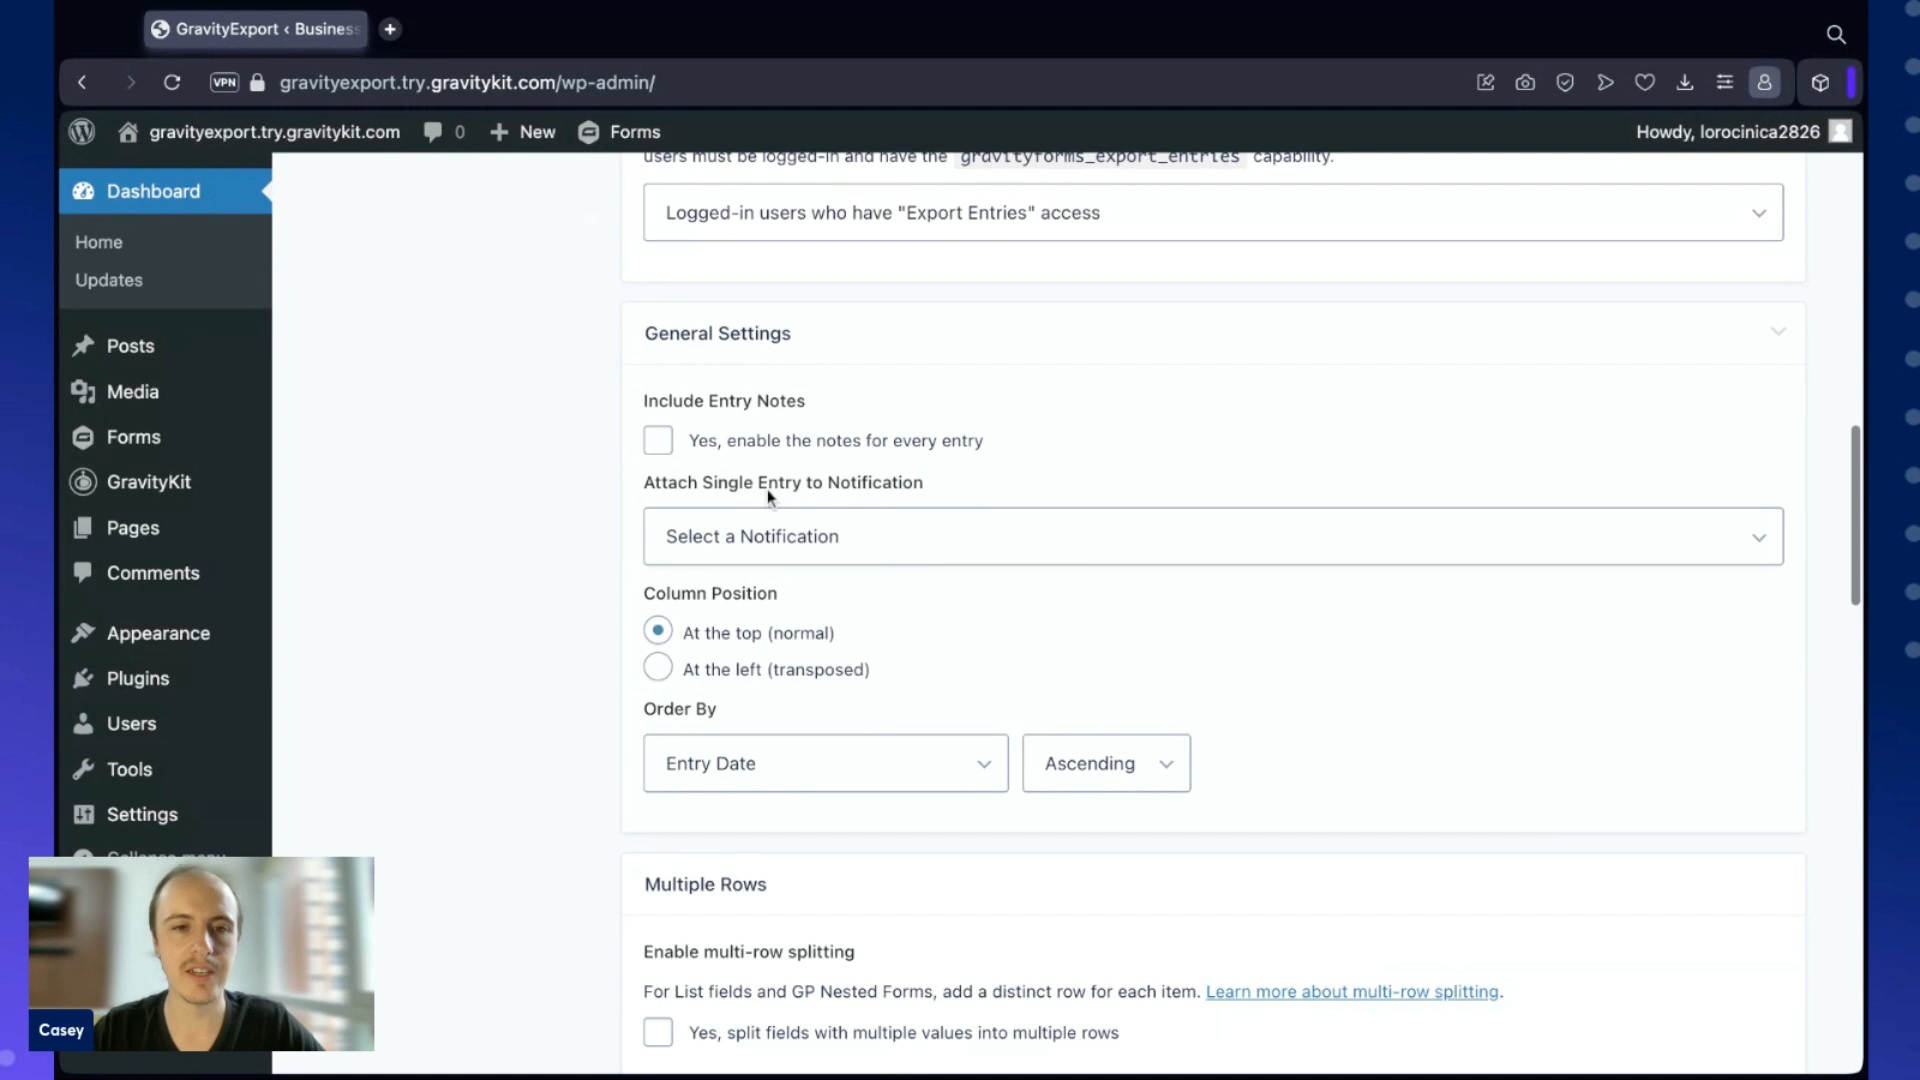 GravityExport ‹ Business
VPN
gravityexport.try.gravitykit.com/wp-admin/
gravityexport.try.gravitykit.com
0
New
Forms
Howdy, lorocinica2826
Dashboard
Home
Updates
Posts
Media
Forms
GravityKit
Pages
Comments
Appearance
Plugins
Users
Tools
Settings
Collapse menu
Casey
users must be logged-in and have the gravityforms_export_entries capability.
Logged-in users who have "Export Entries" access
General Settings
Include Entry Notes
Yes, enable the notes for every entry
Attach Single Entry to Notification
Select a Notification
Column Position
At the top (normal)
At the left (transposed)
Order By
Entry Date
Ascending
Multiple Rows
Enable multi-row splitting
For List fields and GP Nested Forms, add a distinct row for each item. Learn more about multi-row splitting.
Yes, split fields with multiple values into multiple rows